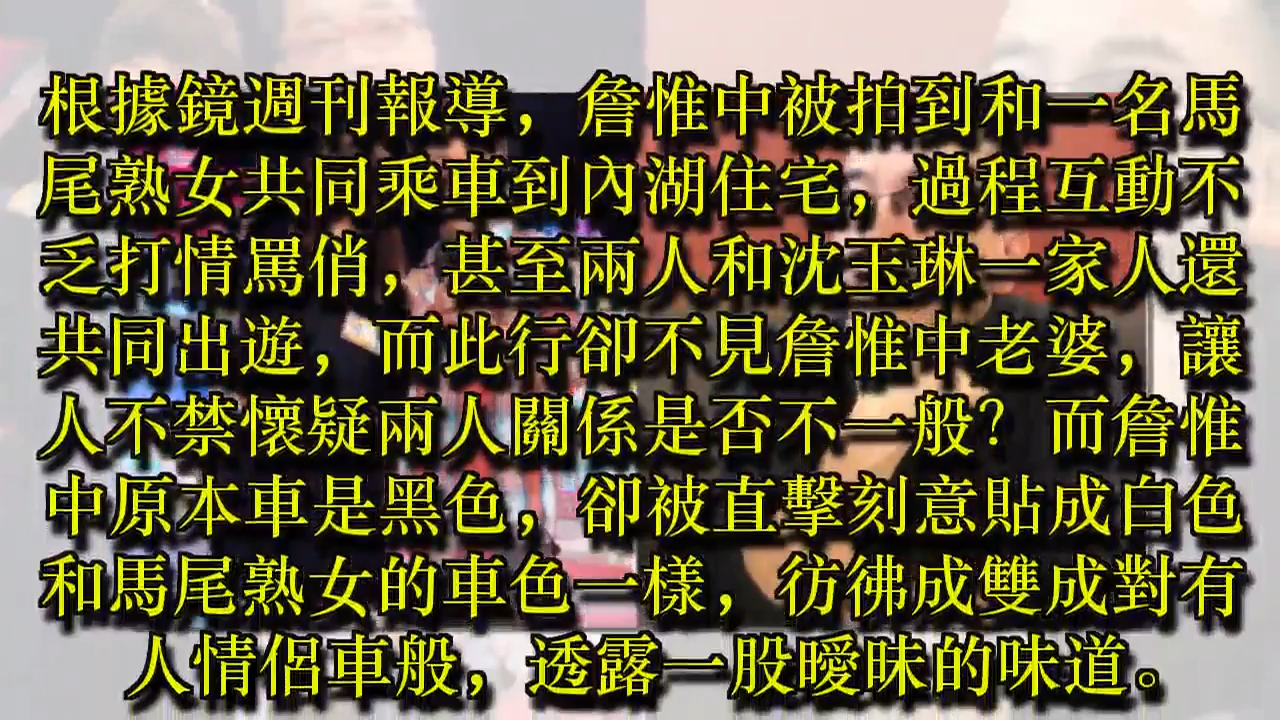 根據鏡週刊報導，詹惟中被拍到和一名馬
尾熟女共同乘車到內湖住宅，過程互動不
乏打情罵俏，甚至兩人和沈玉琳一家人還
共同出遊，而此行卻不見詹惟中老婆，讓
人不禁懷疑兩人關係是否不一般？而詹惟
中原本車是黑色，卻被直擊刻意貼成白色
和馬尾熟女的車色一樣，彷彿成雙成對有
人情侶車般，透露一股曖昧的味道。